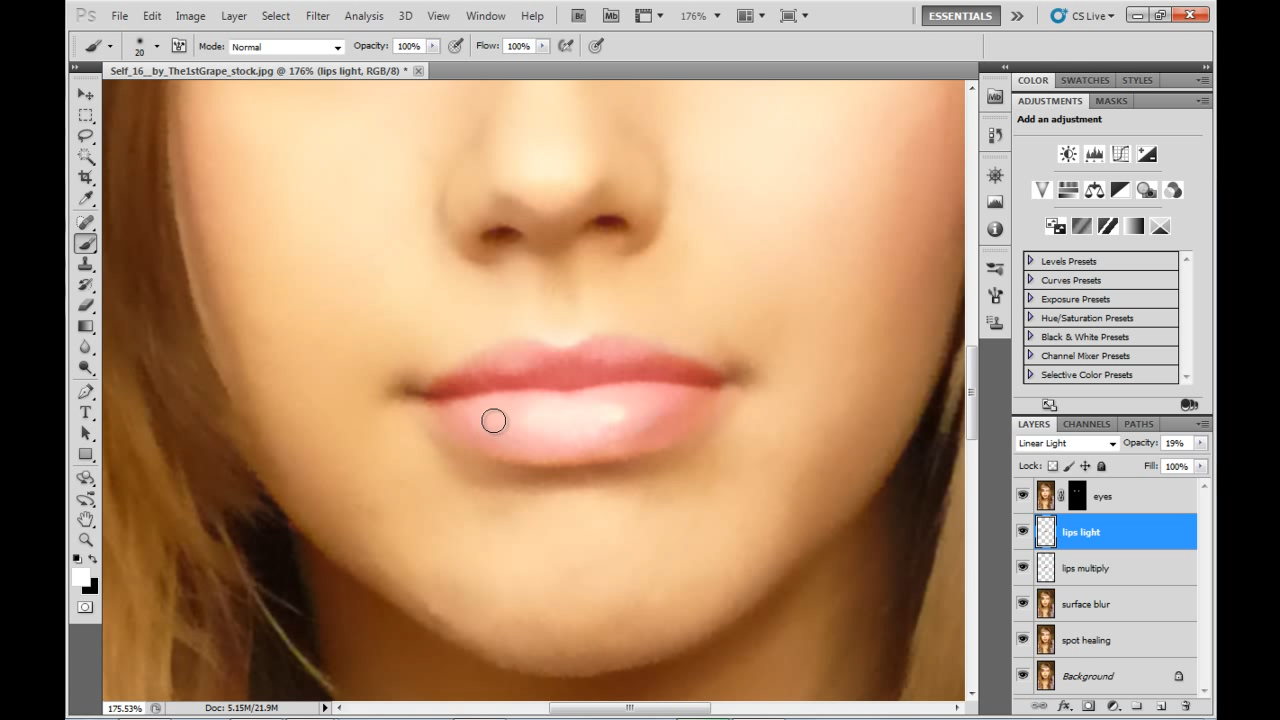 Ps File Edit Image Layer Select Filter Analysis 3D View Window Help Br Mb 176% ESSENTIALS CS Live
20 Mode: Normal Opacity: 100% Flow: 100%
Self_16__by_The1stGrape_stock.jpg @ 176% (lips light, RGB/8) *
COLOR SWATCHES STYLES
Mb
ADJUSTMENTS MASKS
Add an adjustment
Levels Presets
Curves Presets
Exposure Presets
Hue/Saturation Presets
Black & White Presets
Channel Mixer Presets
Selective Color Presets
LAYERS CHANNELS PATHS
Linear Light Opacity: 19%
Lock: Fill: 100%
eyes
lips light
lips multiply
surface blur
spot healing
Background
175.53% Doc: 5.15M/21.9M